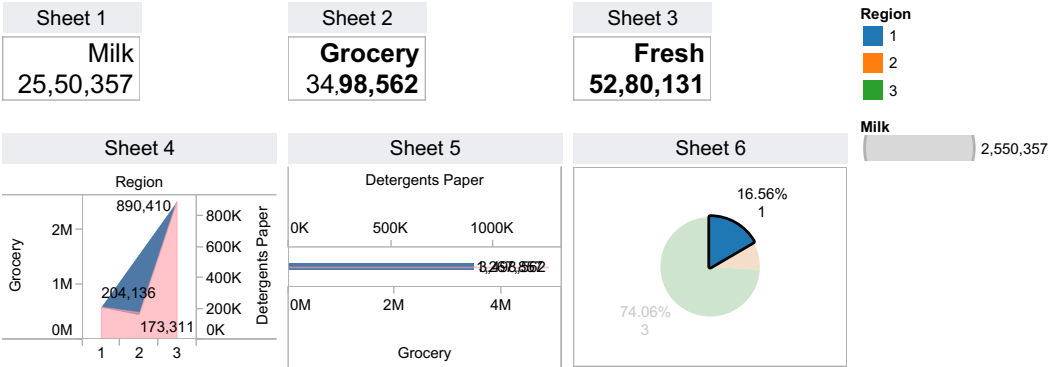 Sheet 1
Milk
25,50,357
Sheet 2
Grocery
34,98,562
Sheet 3
Fresh
52,80,131
Region
1
2
3
Milk
2,550,357
Sheet 4
Region
890,410
204,136
173,311
Grocery
2M
1M
0M
800K
600K
400K
200K
0K
Detergents Paper
1 2 3
Sheet 5
Detergents Paper
0K 500K 1000K
0M 2M 4M
Grocery
Sheet 6
16.56%
1
74.06%
3